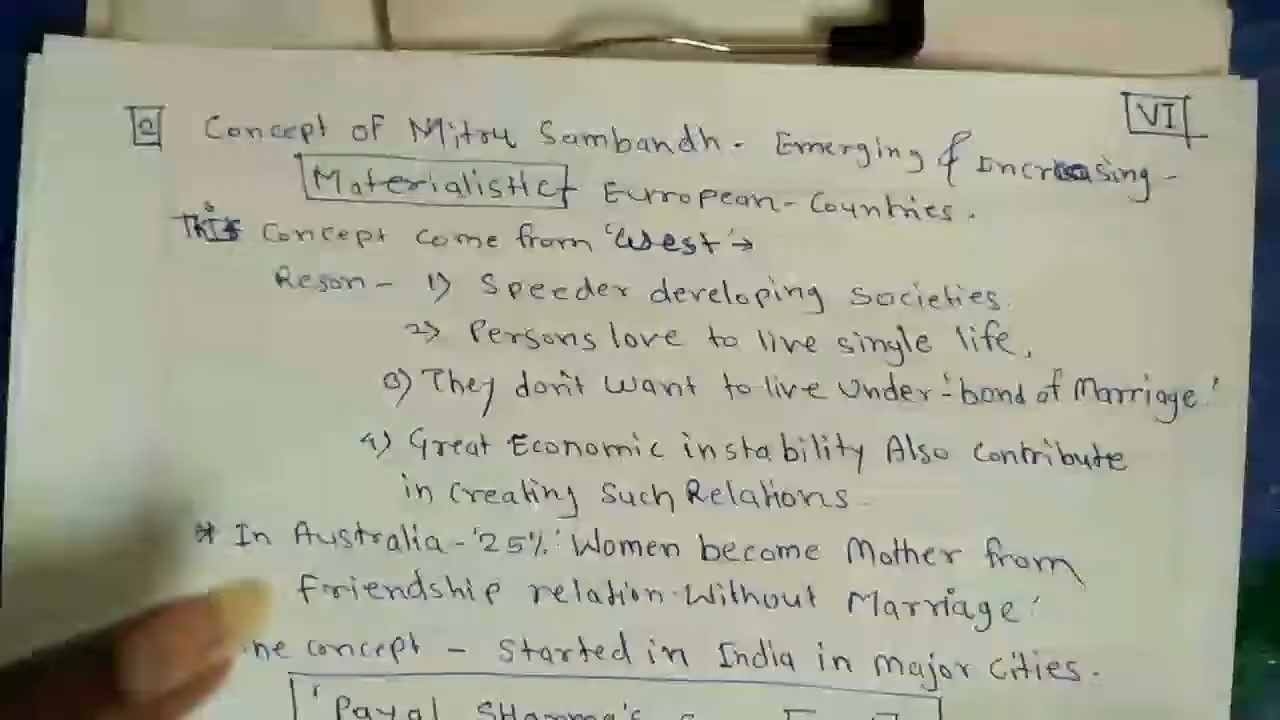 VI
Concept of Mitru Sambandh - Emerging & Increasing -
Materialistic European - Countries.
This Concept come from 'West' →
Reson - 1) Speeder developing societies.
2) Persons love to live single life,
3) They don't want to live under - 'bond of Marriage.'
4) Great Economic instability Also contribute
in creating such Relations.
* In Australia - '25%' Women become Mother from
Friendship relation without Marriage.'
concept - started in India in major cities.
'Payal Sharma's